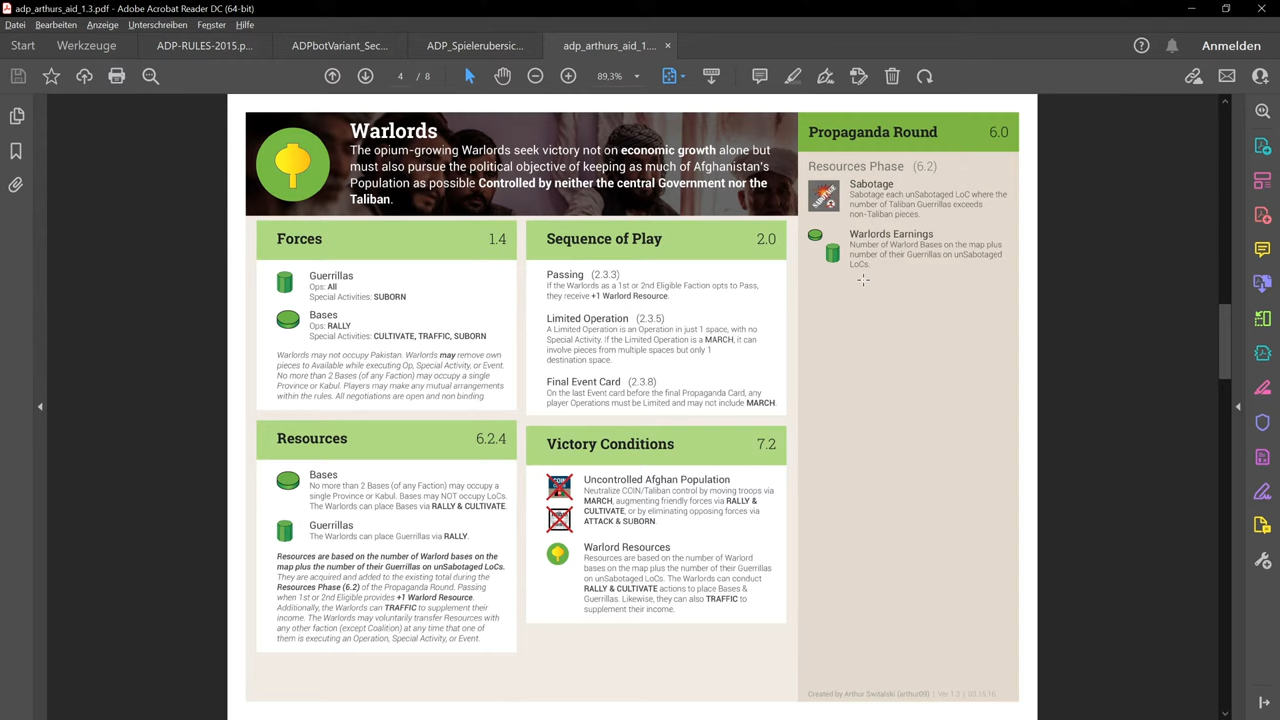 adp_arthurs_aid_1.3.pdf - Adobe Acrobat Reader DC (64-bit)
Datei Bearbeiten Anzeige Unterschreiben Fenster Hilfe
Start Werkzeuge ADP-RULES-2015.p... ADPbotVariant_Sec... ADP_Spielerubersic... adp_arthurs_aid_1.... × Anmelden
4 / 8 89,3%
Warlords
The opium-growing Warlords seek victory not on economic growth alone but
must also pursue the political objective of keeping as much of Afghanistan's
Population as possible Controlled by neither the central Government nor the
Taliban.
Forces 1.4
Guerrillas
Ops: All
Special Activities: SUBORN
Bases
Ops: RALLY
Special Activities: CULTIVATE, TRAFFIC, SUBORN
Warlords may not occupy Pakistan. Warlords may remove own
pieces to Available while executing Op, Special Activity, or Event.
No more than 2 Bases (of any Faction) may occupy a single
Province or Kabul. Players may make any mutual arrangements
within the rules. All negotiations are open and non binding
Resources 6.2.4
Bases
No more than 2 Bases (of any Faction) may occupy a
single Province or Kabul. Bases may NOT occupy LoCs.
The Warlords can place Bases via RALLY & CULTIVATE.
Guerrillas
The Warlords can place Guerillas via RALLY.
Resources are based on the number of Warlord bases on the
map plus the number of their Guerrillas on unSabotaged LoCs.
They are acquired and added to the existing total during the
Resources Phase (6.2) of the Propaganda Round. Passing
when 1st or 2nd Eligible provides +1 Warlord Resource.
Additionally, the Warlords can TRAFFIC to supplement their
income. The Warlords may voluntarily transfer Resources with
any other faction (except Coalition) at any time that one of
them is executing an Operation, Special Activity, or Event.
Sequence of Play 2.0
Passing (2.3.3)
If the Warlords as a 1st or 2nd Eligible Faction opts to Pass,
they receive +1 Warlord Resource.
Limited Operation (2.3.5)
A Limited Operation is an Operation in just 1 space, with no
Special Activity. If the Limited Operation is a MARCH, it can
involve pieces from multiple spaces but only 1
destination space.
Final Event Card (2.3.8)
On the last Event card before the final Propaganda Card, any
player Operations must be Limited and may not include MARCH.
Victory Conditions 7.2
Uncontrolled Afghan Population
Neutralize COIN/Taliban control by moving troops via
MARCH, augmenting friendly forces via RALLY &
CULTIVATE, or by eliminating opposing forces via
ATTACK & SUBORN.
Warlord Resources
Resources are based on the number of Warlord
bases on the map plus the number of their Guerrillas
on unSabotaged LoCs. The Warlords can conduct
RALLY & CULTIVATE actions to place Bases &
Guerrillas. Likewise, they can also TRAFFIC to
supplement their income.
Propaganda Round 6.0
Resources Phase (6.2)
SABOTAGE
Sabotage
Sabotage each unSabotaged LoC where the
number of Taliban Guerrillas exceeds
non-Taliban pieces.
Warlords Earnings
Number of Warlord Bases on the map plus
number of their Guerrillas on unSabotaged
LoCs.
Created by Arthur Switalski (arthur09) | Ver 1.3 | 03.15.16